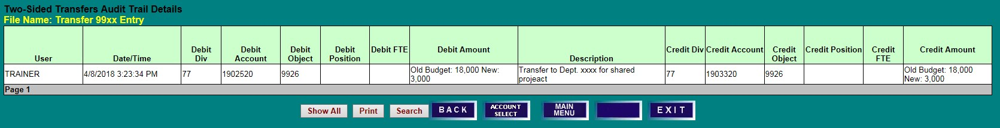 Two-Sided Transfers Audit Trail Details
File Name: Transfer 99xx Entry
User Date/Time Debit Div Debit Account Debit Object Debit Position Debit FTE Debit Amount Description Credit Div Credit Account Credit Object Credit Position Credit FTE Credit Amount
TRAINER 4/8/2018 3:23:34 PM 77 1902520 9926 Old Budget: 18,000 New: 3,000 Transfer to Dept. xxxx for shared projeact 77 1903320 9926 Old Budget: 18,000 New: 3,000
Page 1
Show All Print Search BACK ACCOUNT SELECT MAIN MENU EXIT